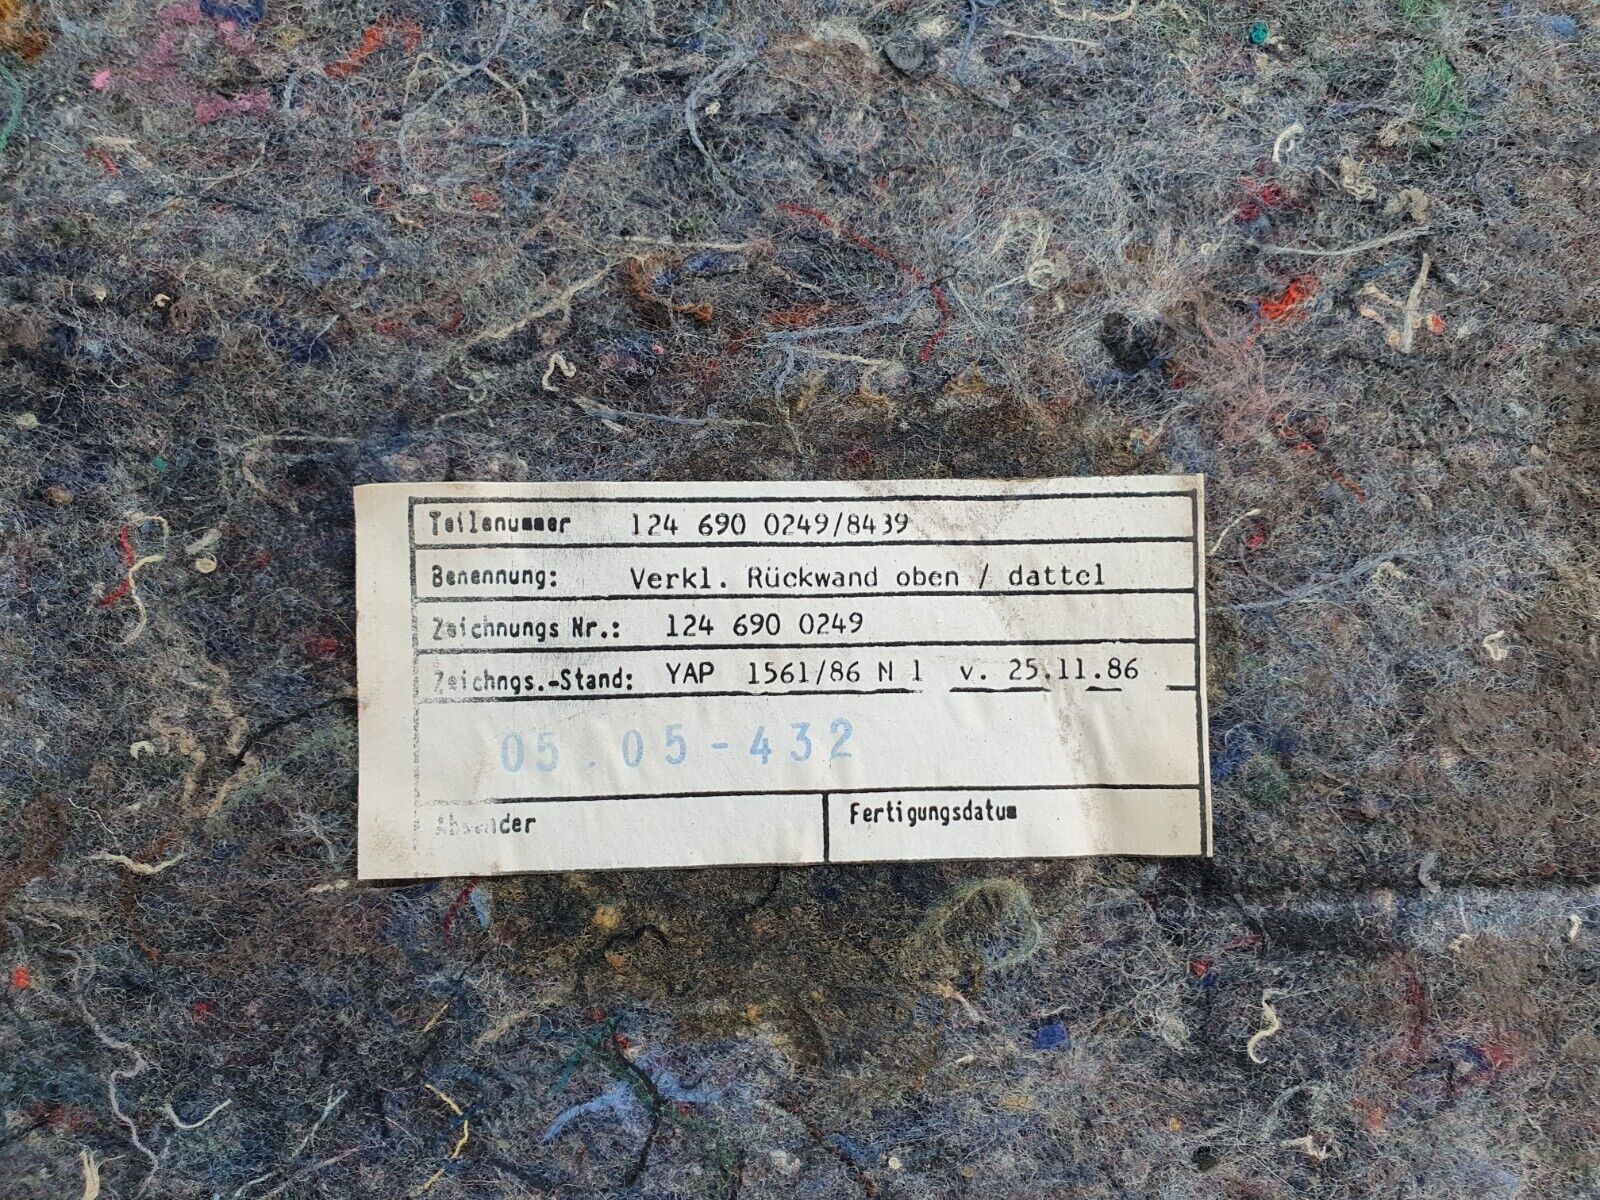 Teilenummer 124 690 0249/8439
Benennung: Verkl. Rückwand oben / dattel
Zeichnungs Nr.: 124 690 0249
Zeichngs.-Stand: YAP 1561/86 N 1 v. 25.11.86
05.05-432
Absender
Fertigungsdatum